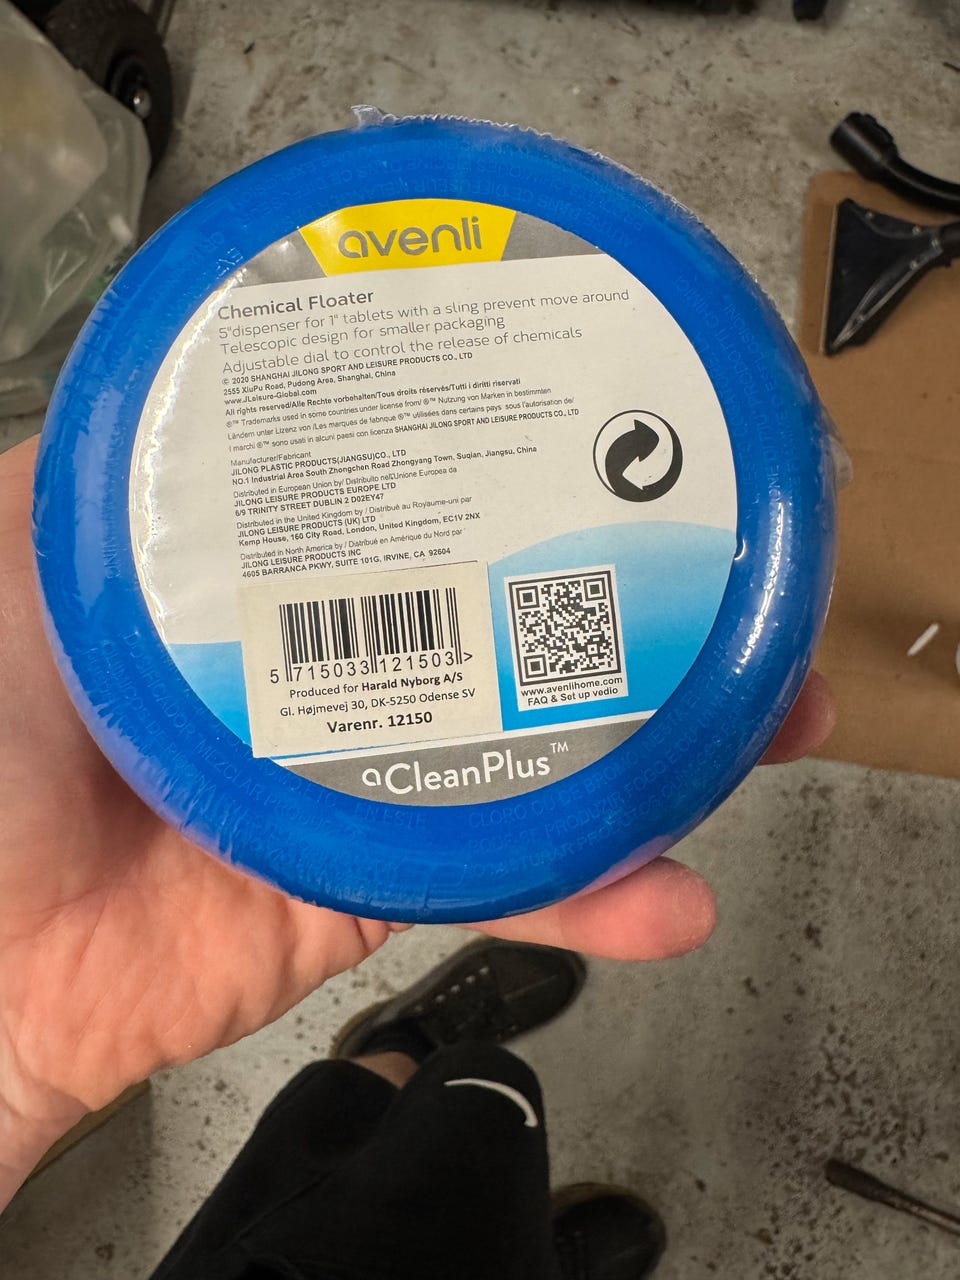 avenli
Chemical Floater
5"dispenser for 1" tablets with a sling prevent move around
Telescopic design for smaller packaging
Adjustable dial to control the release of chemicals
© 2020 SHANGHAI JILONG SPORT AND LEISURE PRODUCTS CO., LTD
2555 XiuPu Road, Pudong Area, Shanghai, China
www.JLeisure-Global.com
All rights reserved/Alle Rechte vorbehalten/Tous droits réservés/Tutti i diritti riservati
®™ Trademarks used in some countries under license from/ ®™ Nutzung von Marken in bestimmten
Ländern unter Lizenz von /Les marques de fabrique ®™ utilisées dans certains pays sous l'autorisation de/
I marchi ®™ sono usati in alcuni paesi con licenza SHANGHAI JILONG SPORT AND LEISURE PRODUCTS CO., LTD
Manufacturer/Fabricant
JILONG PLASTIC PRODUCTS(JIANGSU)CO., LTD
NO.1 Industrial Area South Zhongchen Road Zhongyang Town, Suqian, Jiangsu, China
Distributed in European Union by/ Distribuito nell'Unione Europea da
JILONG LEISURE PRODUCTS EUROPE LTD
6/9 TRINITY STREET DUBLIN 2 D02EY47
Distributed in the United Kingdom by / Distribué au Royaume-uni par
JILONG LEISURE PRODUCTS (UK) LTD
Kemp House, 160 City Road, London, United Kingdom, EC1V 2NX
Distributed in North America by / Distribué en Amérique du Nord par
JILONG LEISURE PRODUCTS INC
4605 BARRANCA PKWY, SUITE 101G, IRVINE, CA 92604
5 715033 121503 >
Produced for Harald Nyborg A/S
Gl. Højmevej 30, DK-5250 Odense SV
Varenr. 12150
www.avenlihome.com
FAQ & Set up vedio
CleanPlus™